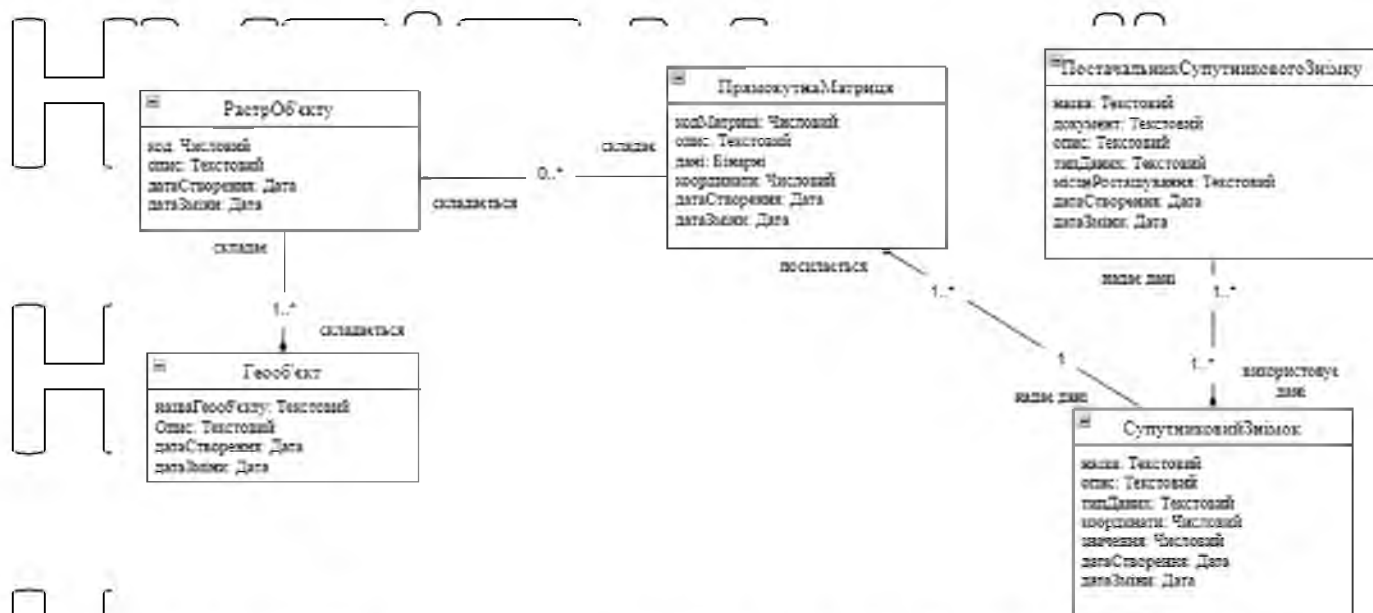 РастрОб'єкту
код: Числовий
опис: Текстовий
датаСтворення: Дата
датаЗміни: Дата
складає
1..*
складається
Геооб'єкт
назваГеооб'єкту: Текстовий
Опис: Текстовий
датаСтворення: Дата
датаЗміни: Дата
складається
0..*
складає
ПрямокутнаМатриця
кодМатриці: Числовий
опис: Текстовий
дані: Бінарні
координати: Числовий
датаСтворення: Дата
датаЗміни: Дата
посилається
1..*
1
надає дані
ПостачальникСупутниковогоЗнімку
назва: Текстовий
документ: Текстовий
опис: Текстовий
типДаних: Текстовий
місцеРосташування: Текстовий
датаСтворення: Дата
датаЗміни: Дата
надає дані
1..*
1..*
використовує
дані
СупутниковийЗнімок
назва: Текстовий
опис: Текстовий
типДаних: Текстовий
координати: Числовий
значення: Числовий
датаСтворення: Дата
датаЗміни: Дата